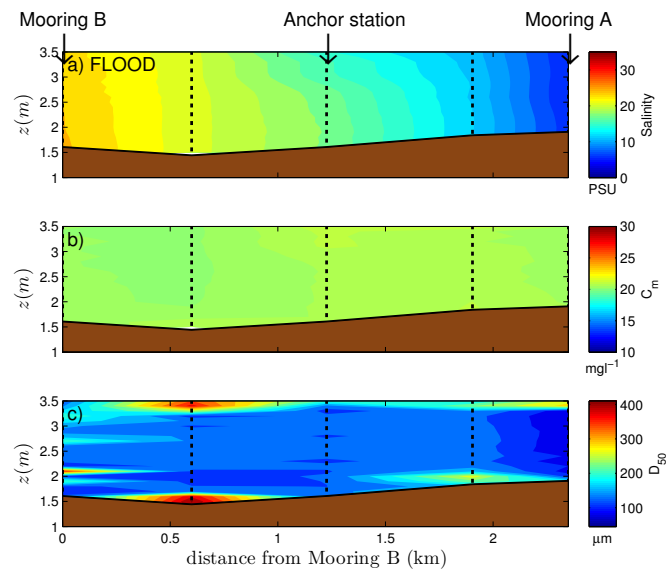 Mooring B
Anchor station
Mooring A
a) FLOOD
z(m)
3.5
3
2.5
2
1.5
1
30
20
10
0
Salinity
PSU
b)
z(m)
3.5
3
2.5
2
1.5
1
30
25
20
15
10
C_m
mgl⁻¹
c)
z(m)
3.5
3
2.5
2
1.5
1
400
300
200
100
D_50
μm
0 0.5 1 1.5 2
distance from Mooring B (km)